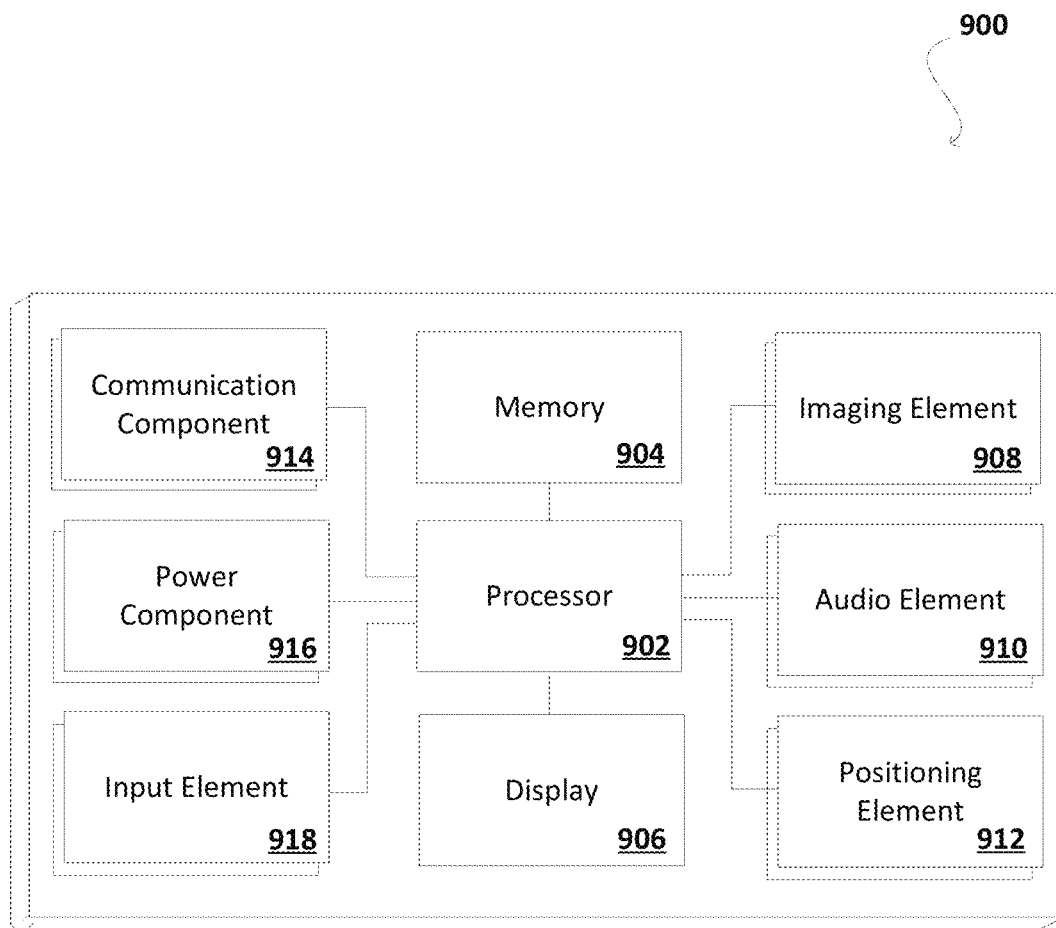 900
Communication
Component
914
Memory
904
Imaging Element
908
Power
Component
916
Processor
902
Audio Element
910
Input Element
918
Display
906
Positioning
Element
912